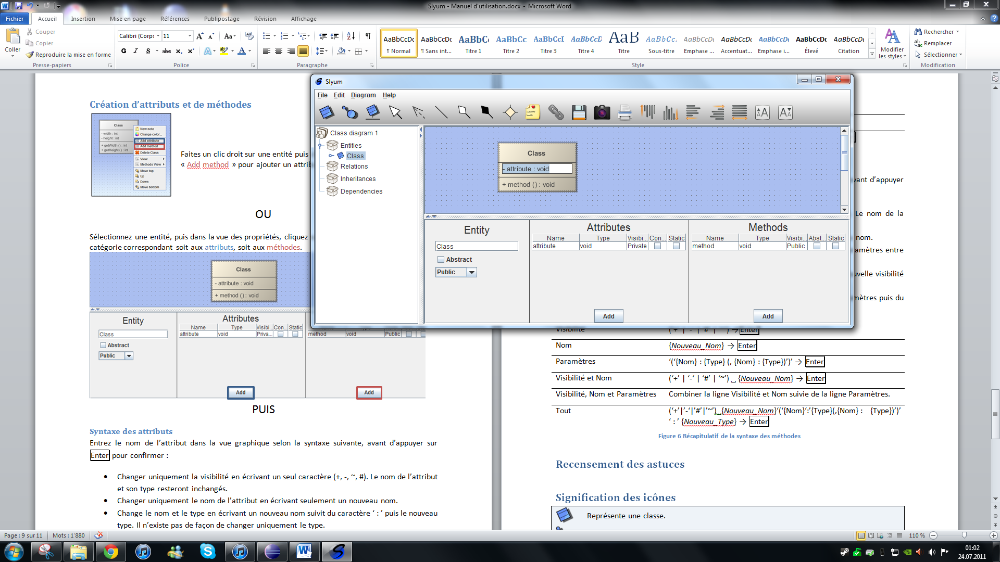 Slyum - Manuel d'utilisation.docx - Microsoft Word
Fichier Accueil Insertion Mise en page Références Publipostage Révision Affichage
Coller
Couper
Copier
Reproduire la mise en forme
Presse-papiers
Calibri (Corps 11
Police
Paragraphe
AaBbCcDc AaBbCcDc AaBbCc AaBbCc AaBbCcI AaBbCcD AaB AaBbCc. AaBbCcDc AaBbCcDc AaBbCcDc AaBbCcDc AaBbCcDc
¶ Normal ¶ Sans int... Titre 1 Titre 2 Titre 3 Titre 4 Titre Sous-titre Emphase ... Accentuat... Emphase i... Élevé Citation
Style
Modifier les styles
Rechercher
Remplacer
Sélectionner
Modification
Création d'attributs et de méthodes
Class
- width : int
- height : int
+ getWidth () : int
+ getHeight () : int
New note
Change color...
Add attribute
Add method
Delete Class
View
Methods View
Move top
Up
Down
Move bottom
Faites un clic droit sur une entité puis
« Add method » pour ajouter un attrib
OU
Sélectionnez une entité, puis dans la vue des propriétés, cliquez
catégorie correspondant soit aux attributs, soit aux méthodes.
Class
- attribute : void
+ method () : void
Entity
Class
Abstract
Public
Attributes
Name Type Visibi... Con... Static
attribute void Priva...
Add
method void Public
Add
PUIS
Syntaxe des attributs
Entrez le nom de l'attribut dans la vue graphique selon la syntaxe suivante, avant d'appuyer sur
Enter pour confirmer :
• Changer uniquement la visibilité en écrivant un seul caractère (+, -, ~, #). Le nom de l'attribut
et son type resteront inchangés.
• Changer uniquement le nom de l'attribut en écrivant seulement un nouveau nom.
• Change le nom et le type en écrivant un nouveau nom suivit du caractère ‘ : ’ puis le nouveau
type. Il n'existe pas de façon de changer uniquement le type.
Slyum
File Edit Diagram Help
Class diagram 1
Entities
Class
Relations
Inheritances
Dependencies
Class
- attribute : void
+ method () : void
Entity
Class
Abstract
Public
Attributes
Name Type Visibi... Con... Static
attribute void Private
Add
Methods
Name Type Visibi... Abst... Static
method void Public
Add
vant d'appuyer
Le nom de la
nom.
amètres entre
uvelle visibilité
mètres puis du
Visibilité (‘+’ | ‘-‘ | ‘#’ | ‘~’) → Enter
Nom {Nouveau_Nom} → Enter
Paramètres ‘(‘{Nom} : {Type} (, {Nom} : {Type})’)’ → Enter
Visibilité et Nom (‘+’ | ‘-‘ | ‘#’ | ‘~’) ␣ {Nouveau_Nom} → Enter
Visibilité, Nom et Paramètres Combiner la ligne Visibilité et Nom suivie de la ligne Paramètres.
Tout (‘+’|’-‘|’#’|’~’)␣{Nouveau_Nom}‘(‘{Nom}‘:’{Type}(,{Nom} : {Type})’)’
‘ : ’ {Nouveau_Type} → Enter
Figure 6 Récapitulatif de la syntaxe des méthodes
Recensement des astuces
Signification des icônes
Représente une classe.
Page : 9 sur 11 Mots : 1'880
110 %
01:02
24.07.2011